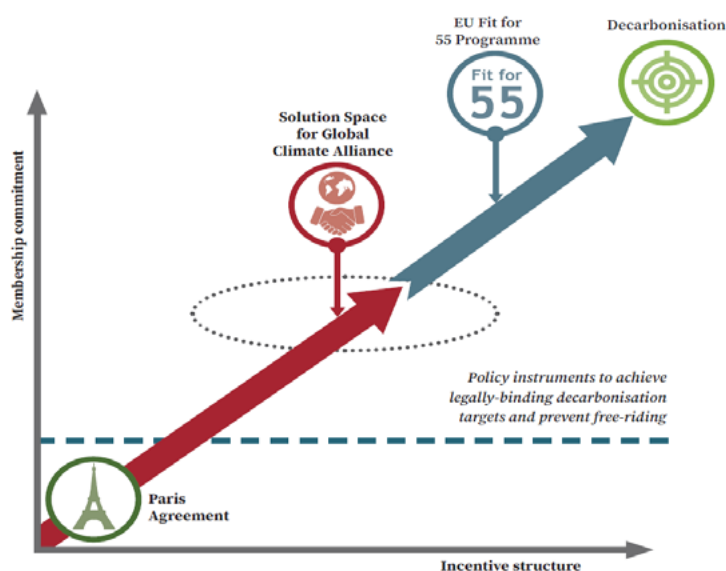 EU Fit for
55 Programme
Decarbonisation
Fit for
55
Solution Space
for Global
Climate Alliance
Membership commitment
Policy instruments to achieve
legally-binding decarbonisation
targets and prevent free-riding
Paris
Agreement
Incentive structure